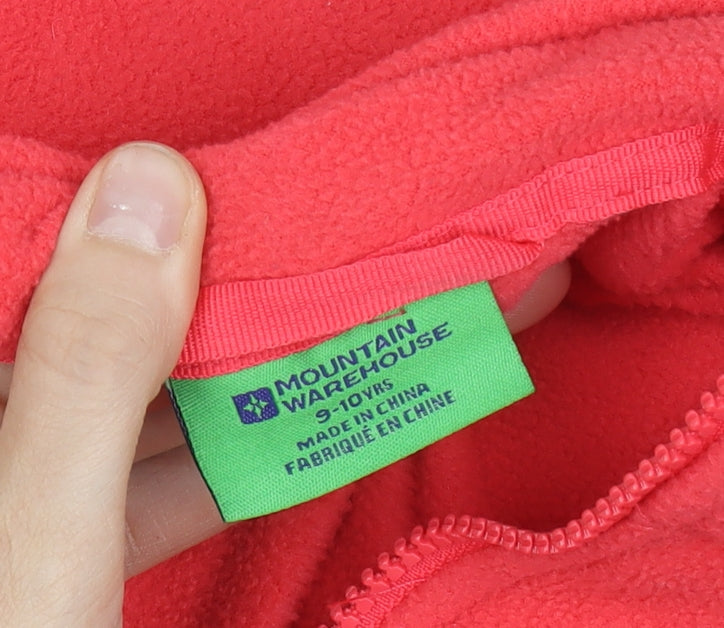 MOUNTAIN
WAREHOUSE
9-10YRS
MADE IN CHINA
FABRIQUÉ EN CHINE